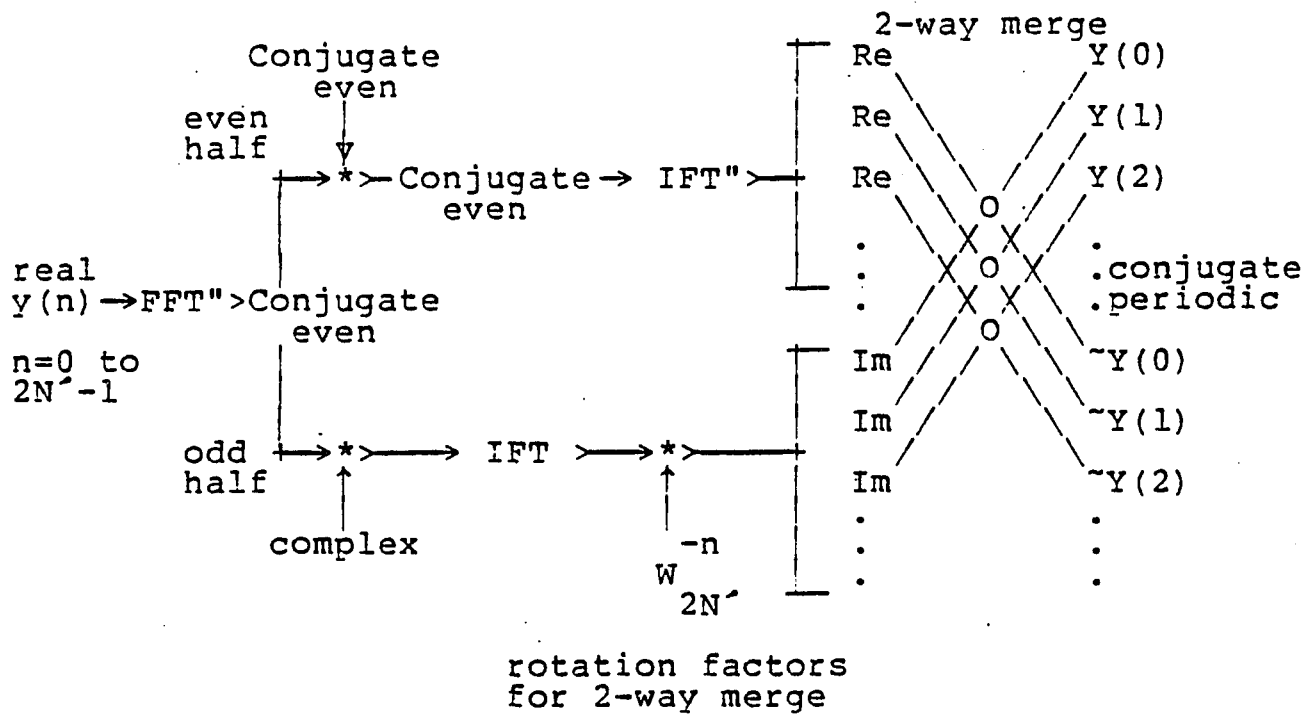 2-way merge
Conjugate
even
Re Y(0)
even
half
Re Y(1)
* Conjugate
even
IFT"
Re Y(2)
O
real
y(n) FFT" >Conjugate
even
. O .conjugate
periodic
n=0 to
2N´-1
O
Im ~Y(0)
Im ~Y(1)
odd
half
* IFT *
Im ~Y(2)
complex
-n
W
2N´
rotation factors
for 2-way merge